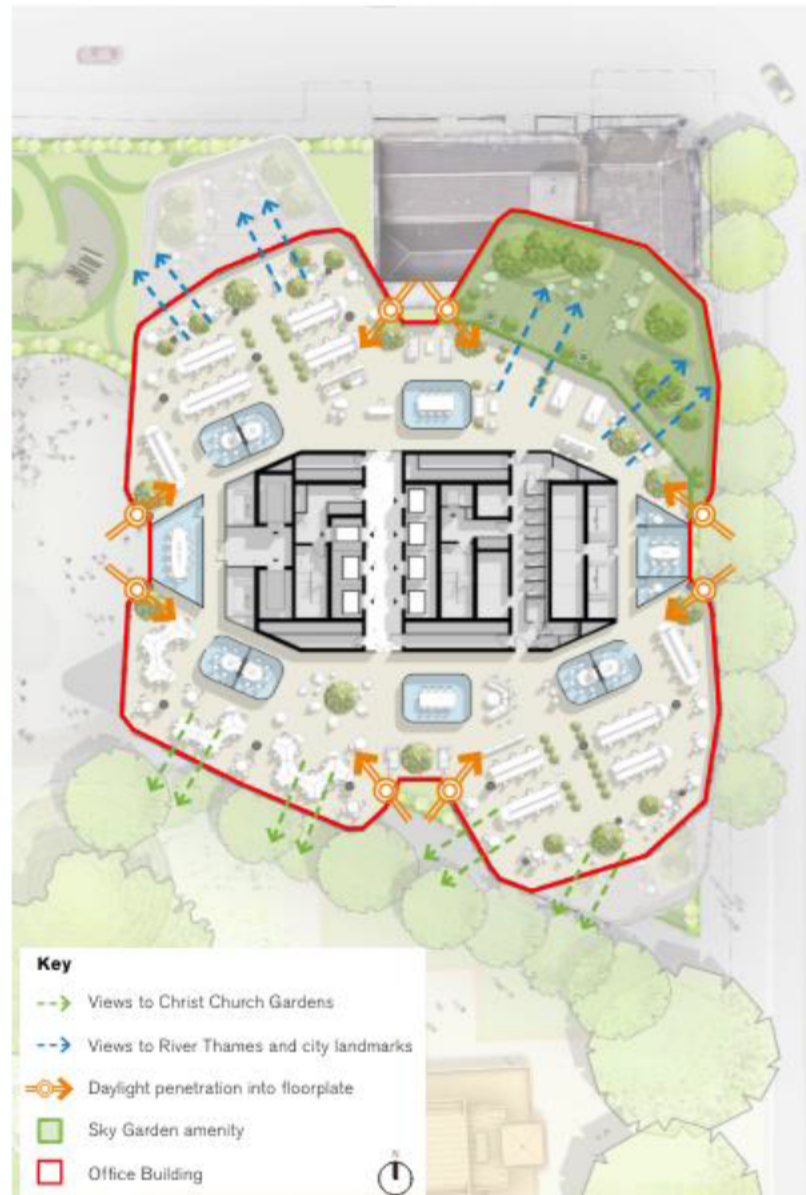 Key
Views to Christ Church Gardens
Views to River Thames and city landmarks
Daylight penetration into floorplate
Sky Garden amenity
Office Building
N